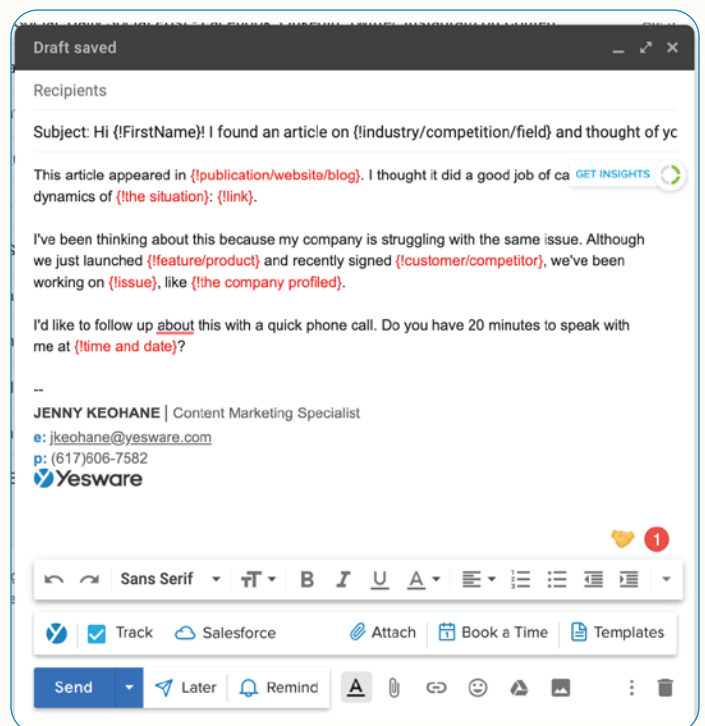 Draft saved
Recipients
Subject: Hi {!FirstName}! I found an article on {!industry/competition/field} and thought of yc
This article appeared in {!publication/website/blog}. I thought it did a good job of ca GET INSIGHTS
dynamics of {!the situation}: {!link}.
I've been thinking about this because my company is struggling with the same issue. Although
we just launched {!feature/product} and recently signed {!customer/competitor}, we've been
working on {!issue}, like {!the company profiled}.
I'd like to follow up about this with a quick phone call. Do you have 20 minutes to speak with
me at {!time and date}?
--
JENNY KEOHANE | Content Marketing Specialist
e: jkeohane@yesware.com
p: (617)606-7582
Yesware
1
Sans Serif TT B I U A
Track Salesforce Attach Book a Time Templates
Send Later Remind A